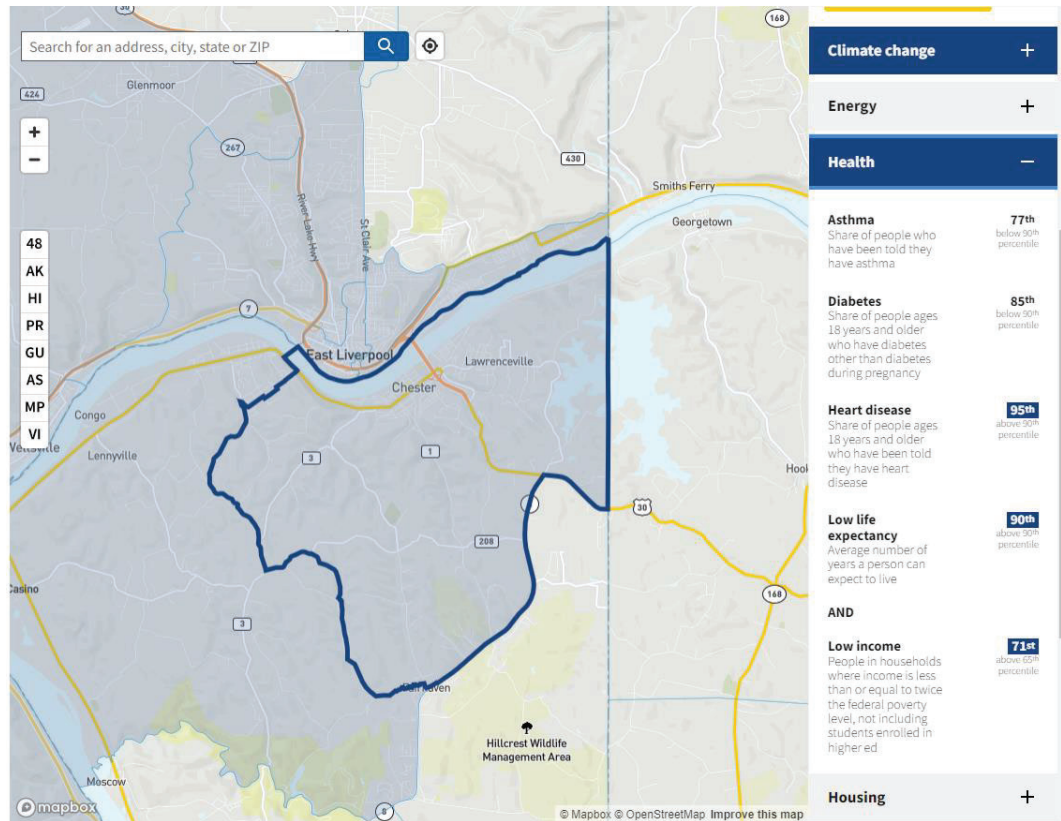 30
168
Search for an address, city, state or ZIP
Glenmoor
424
+
−
267
430
River Lake Hwy
St Clair Ave
Smiths Ferry
Georgetown
48
AK
HI
PR
GU
AS
MP
VI
7
East Liverpool
Lawrenceville
Chester
Congo
Lennyville
3
1
30
208
168
Casino
3
Hillcrest Wildlife
Management Area
Moscow
8
mapbox
© Mapbox © OpenStreetMap Improve this map
Climate change +
Energy +
Health −
Asthma 77th
Share of people who below 90th
have been told they percentile
have asthma
Diabetes 85th
Share of people ages below 90th
18 years and older percentile
who have diabetes
other than diabetes
during pregnancy
Heart disease 95th
Share of people ages above 90th
18 years and older percentile
who have been told
they have heart
disease
Low life 90th
expectancy above 90th
Average number of percentile
years a person can
expect to live
AND
Low income 71st
People in households above 65th
where income is less percentile
than or equal to twice
the federal poverty
level, not including
students enrolled in
higher ed
Housing +